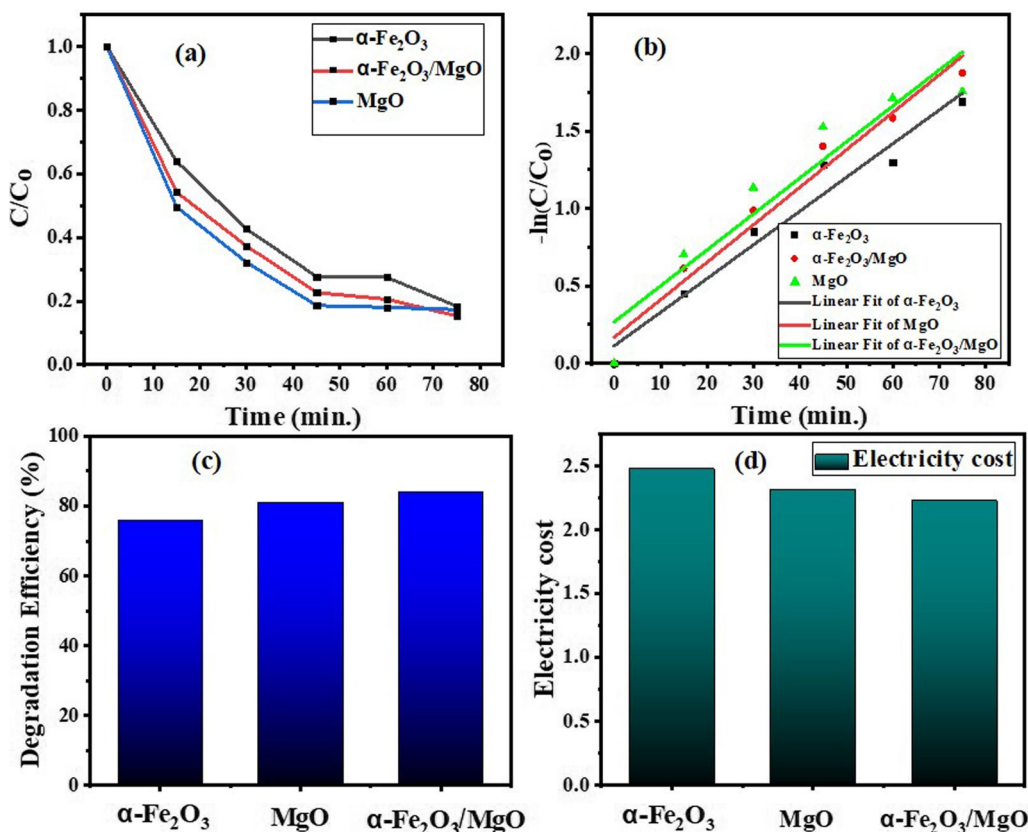 (a)
α-Fe₂O₃
α-Fe₂O₃/MgO
MgO
C/C₀
1.0
0.8
0.6
0.4
0.2
0.0
0 10 20 30 40 50 60 70 80
Time (min.)
(b)
-ln(C/C₀)
2.0
1.5
1.0
0.5
0.0
α-Fe₂O₃
α-Fe₂O₃/MgO
MgO
Linear Fit of α-Fe₂O₃
Linear Fit of MgO
Linear Fit of α-Fe₂O₃/MgO
0 10 20 30 40 50 60 70 80
Time (min.)
(c)
Degradation Efficiency (%)
100
80
60
40
20
0
α-Fe₂O₃ MgO α-Fe₂O₃/MgO
(d)
Electricity cost
Electricity cost
2.5
2.0
1.5
1.0
0.5
0.0
α-Fe₂O₃ MgO α-Fe₂O₃/MgO